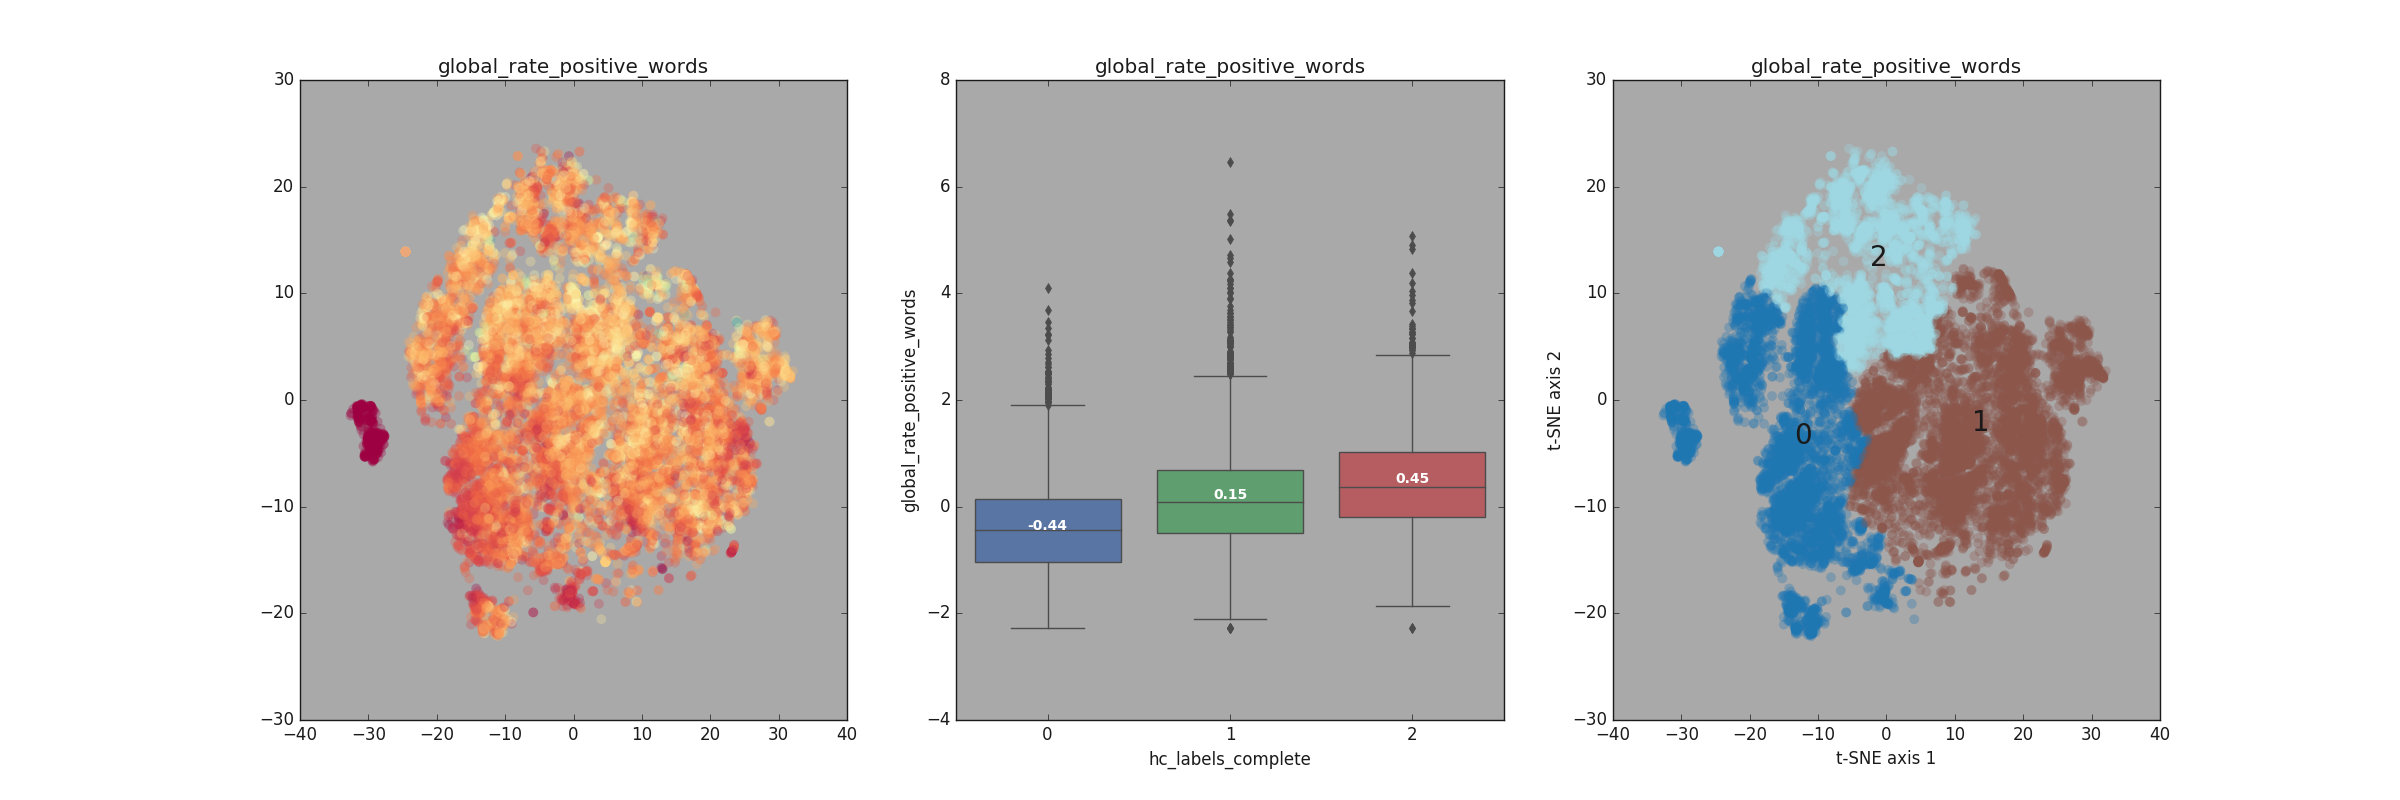 global_rate_positive_words
30
20
10
0
−10
−20
−30
−40 −30 −20 −10 0 10 20 30 40
global_rate_positive_words
global_rate_positive_words
8
6
4
2
0
−2
−4
-0.44
0.15
0.45
0 1 2
hc_labels_complete
global_rate_positive_words
t-SNE axis 2
30
20
10
0
−10
−20
−30
2
1
0
−40 −30 −20 −10 0 10 20 30 40
t-SNE axis 1